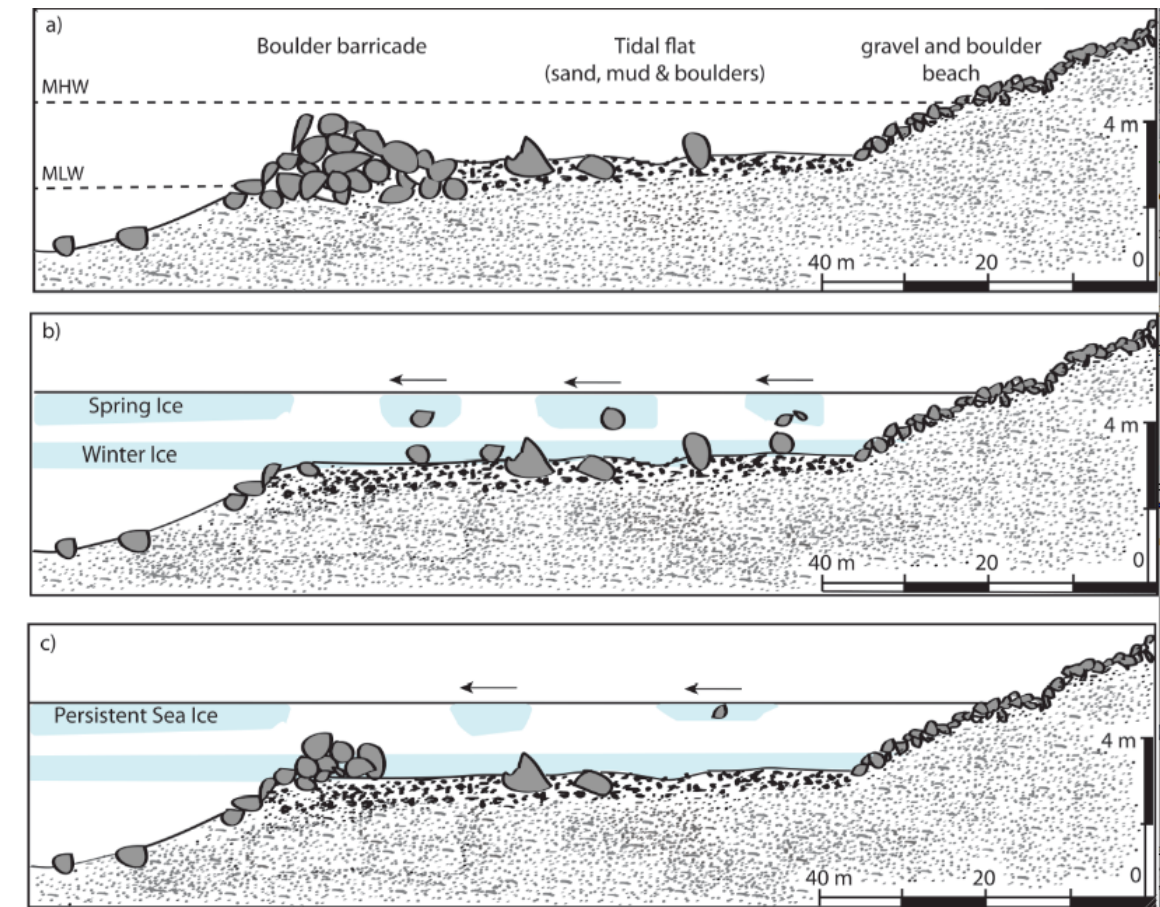 a)
Boulder barricade
Tidal flat
(sand, mud & boulders)
gravel and boulder
beach
MHW
4 m
MLW
40 m
20
0
b)
Spring Ice
4 m
Winter Ice
40 m
20
0
c)
Persistent Sea Ice
4 m
40 m
20
0